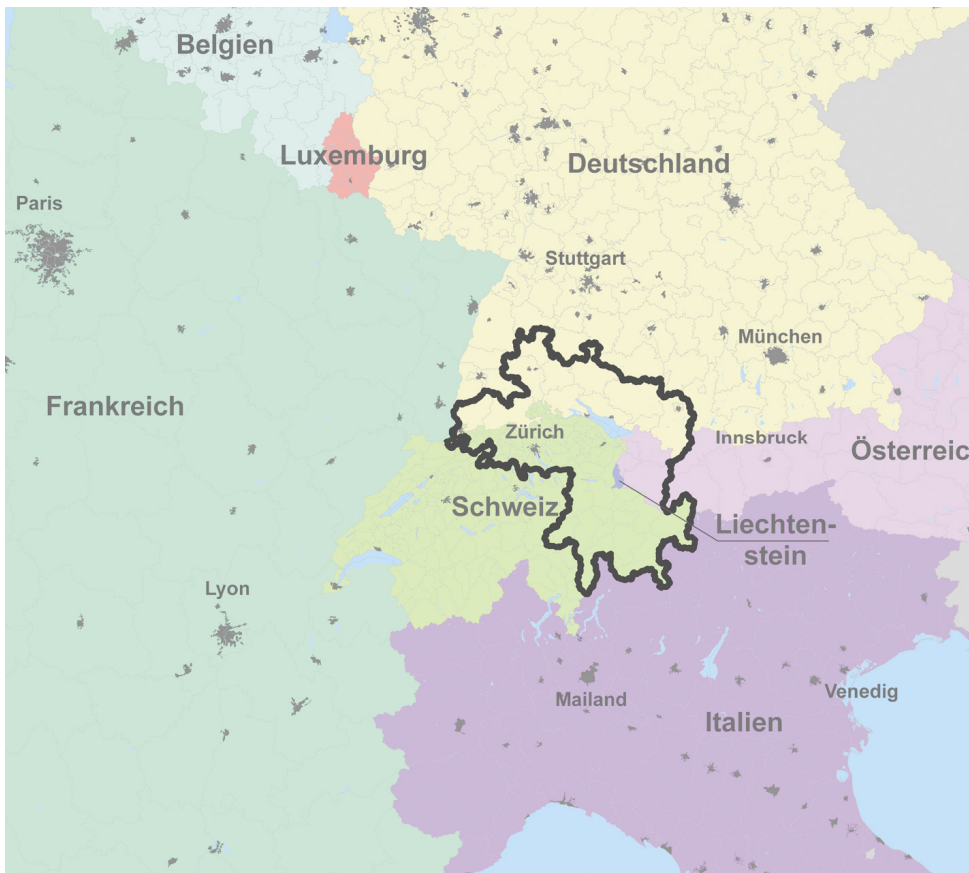 Belgien
Luxemburg
Deutschland
Paris
Stuttgart
München
Frankreich
Zürich
Innsbruck
Österreic
Schweiz
Liechten-
stein
Lyon
Mailand
Venedig
Italien